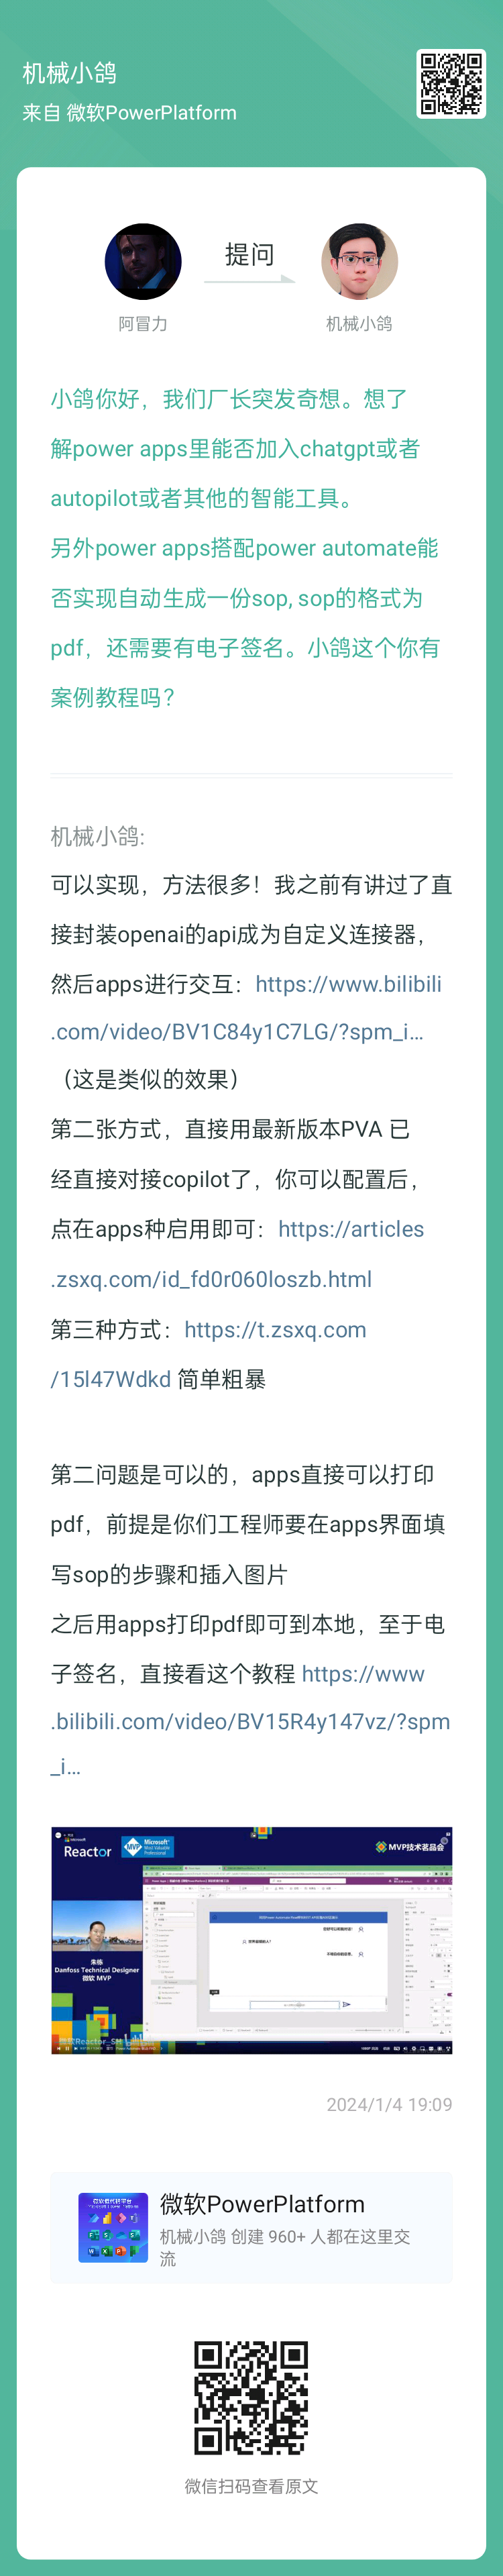 机械小鸽
来自 微软PowerPlatform
提问
阿冒力
机械小鸽
小鸽你好，我们厂长突发奇想。想了
解power apps里能否加入chatgpt或者
autopilot或者其他的智能工具。
另外power apps搭配power automate能
否实现自动生成一份sop, sop的格式为
pdf，还需要有电子签名。小鸽这个你有
案例教程吗？
机械小鸽:
可以实现，方法很多！我之前有讲过了直
接封装openai的api成为自定义连接器，
然后apps进行交互：https://www.bilibili
.com/video/BV1C84y1C7LG/?spm_i...
（这是类似的效果）
第二张方式，直接用最新版本PVA 已
经直接对接copilot了，你可以配置后，
点在apps种启用即可：https://articles
.zsxq.com/id_fd0r060loszb.html
第三种方式：https://t.zsxq.com
/15l47Wdkd 简单粗暴
第二问题是可以的，apps直接可以打印
pdf，前提是你们工程师要在apps界面填
写sop的步骤和插入图片
之后用apps打印pdf即可到本地，至于电
子签名，直接看这个教程 https://www
.bilibili.com/video/BV15R4y147vz/?spm
_i...
Microsoft
Reactor
MVP
Microsoft®
Most Valuable
Professional
MVP技术茗品会
朱栋
Danfoss Technical Designer
微软 MVP
2024/1/4 19:09
微软PowerPlatform
机械小鸽 创建 960+ 人都在这里交
流
微信扫码查看原文